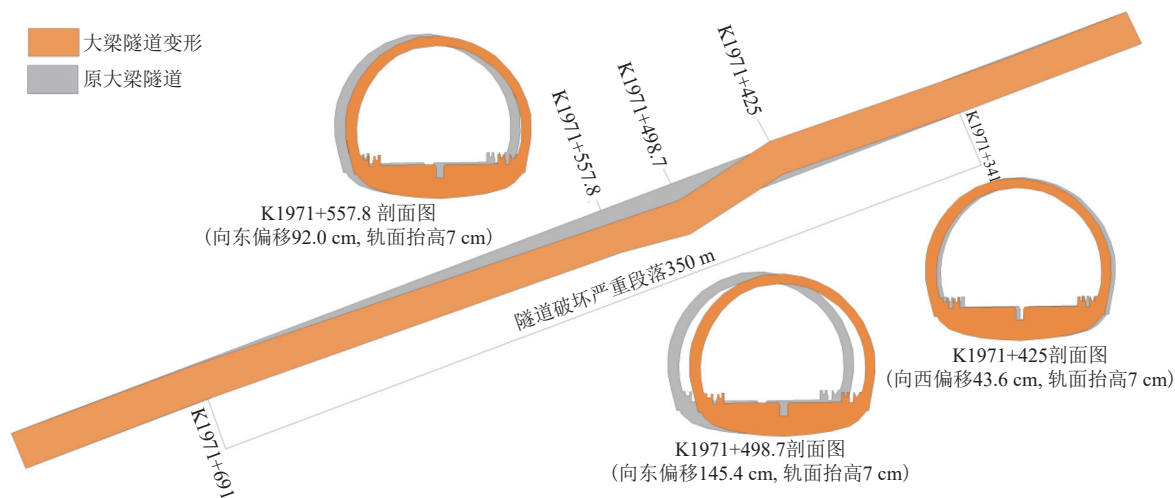 大梁隧道变形
原大梁隧道
K1971+557.8
K1971+498.7
K1971+425
K1971+341
K1971+557.8 剖面图
(向东偏移92.0 cm, 轨面抬高7 cm)
隧道破坏严重段落350 m
K1971+425剖面图
(向西偏移43.6 cm, 轨面抬高7 cm)
K1971+691
K1971+498.7剖面图
(向东偏移145.4 cm, 轨面抬高7 cm)